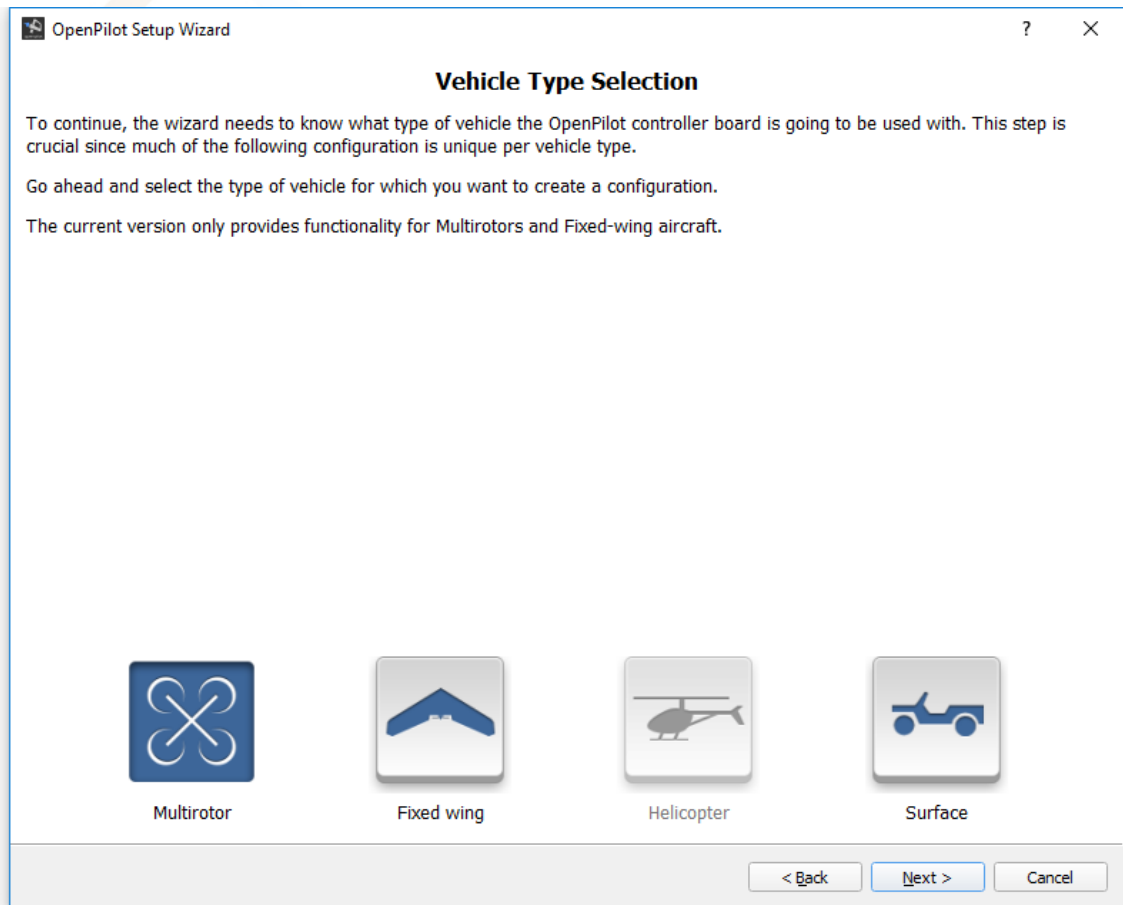 OpenPilot Setup Wizard
?
Vehicle Type Selection
To continue, the wizard needs to know what type of vehicle the OpenPilot controller board is going to be used with. This step is
crucial since much of the following configuration is unique per vehicle type.
Go ahead and select the type of vehicle for which you want to create a configuration.
The current version only provides functionality for Multirotors and Fixed-wing aircraft.
Multirotor
Fixed wing
Helicopter
Surface
< Back
Next >
Cancel